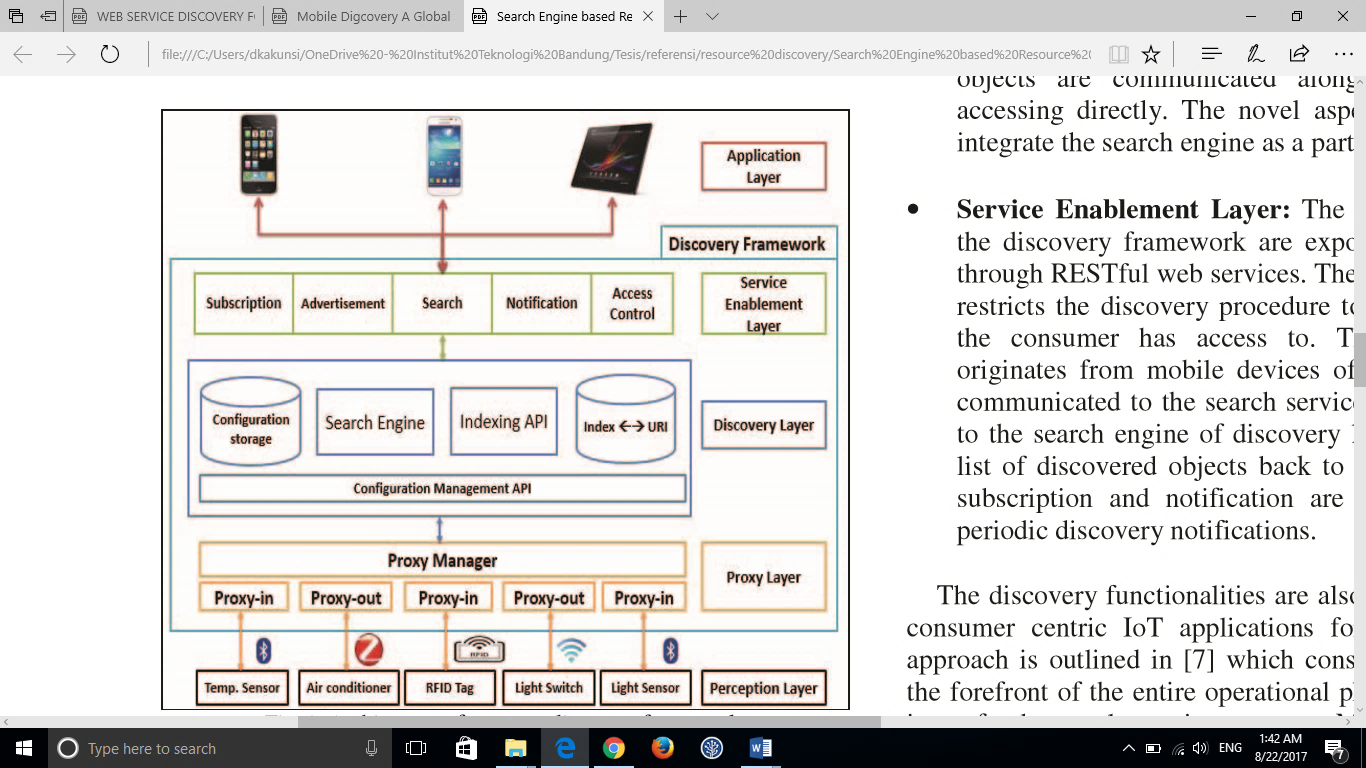 WEB SERVICE DISCOVERY F
Mobile Digcovery A Global
Search Engine based Re
file:///C:/Users/dkakunsi/OneDrive%20-%20Institut%20Teknologi%20Bandung/Tesis/referensi/resource%20discovery/Search%20Engine%20based%20Resource%20
Application
Layer
Discovery Framework
Subscription
Advertisement
Search
Notification
Access
Control
Service
Enablement
Layer
Configuration
storage
Search Engine
Indexing API
Index <--> URI
Discovery Layer
Configuration Management API
Proxy Manager
Proxy Layer
Proxy-in
Proxy-out
Proxy-in
Proxy-out
Proxy-in
RFID
Temp. Sensor
Air conditioner
RFID Tag
Light Switch
Light Sensor
Perception Layer
objects are communicated along
accessing directly. The novel asp
integrate the search engine as a part
• Service Enablement Layer: The
the discovery framework are expo
through RESTful web services. The
restricts the discovery procedure to
the consumer has access to. T
originates from mobile devices of
communicated to the search servic
to the search engine of discovery
list of discovered objects back to
subscription and notification are
periodic discovery notifications.
The discovery functionalities are als
consumer centric IoT applications fo
approach is outlined in [7] which cons
the forefront of the entire operational p
Type here to search
ENG
1:42 AM
8/22/2017
7